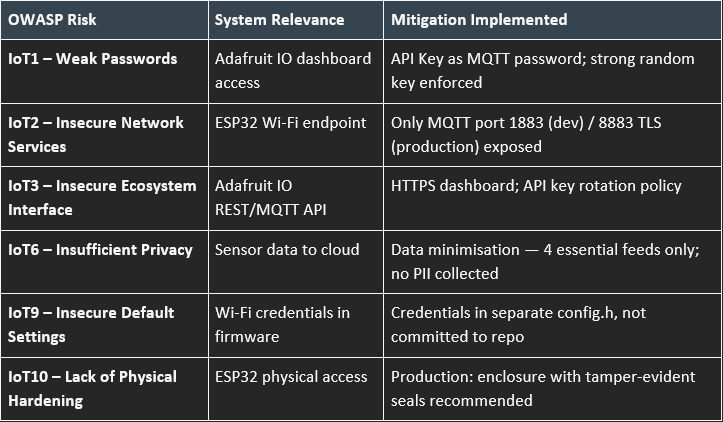 OWASP Risk
System Relevance
Mitigation Implemented
IoT1 – Weak Passwords
Adafruit IO dashboard
access
API Key as MQTT password; strong random
key enforced
IoT2 – Insecure Network
Services
ESP32 Wi-Fi endpoint
Only MQTT port 1883 (dev) / 8883 TLS
(production) exposed
IoT3 – Insecure Ecosystem
Interface
Adafruit IO
REST/MQTT API
HTTPS dashboard; API key rotation policy
IoT6 – Insufficient Privacy
Sensor data to cloud
Data minimisation — 4 essential feeds only;
no PII collected
IoT9 – Insecure Default
Settings
Wi-Fi credentials in
firmware
Credentials in separate config.h, not
committed to repo
IoT10 – Lack of Physical
Hardening
ESP32 physical access
Production: enclosure with tamper-evident
seals recommended